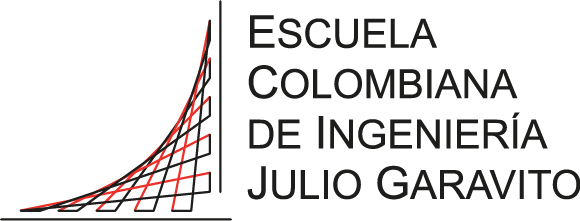 ESCUELA
COLOMBIANA
DE INGENIERÍA
JULIO GARAVITO